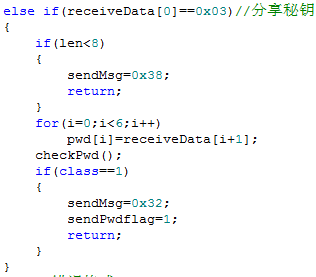 else if(receiveData[0]==0x03)//分享秘钥
{
if(len<8)
{
sendMsg=0x38;
return;
}
for(i=0;i<6;i++)
pwd[i]=receiveData[i+1];
checkPwd();
if(class==1)
{
sendMsg=0x32;
sendPwdflag=1;
return;
}
}